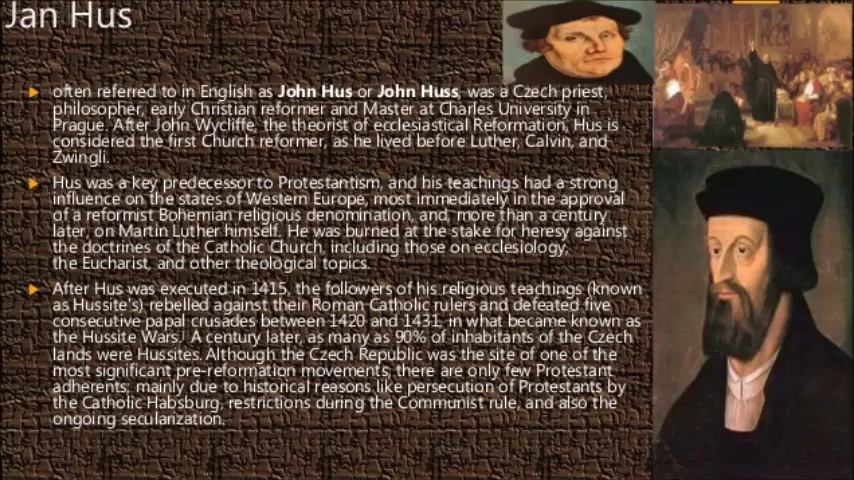 Jan Hus
often referred to in English as John Hus or John Huss, was a Czech priest,
philosopher, early Christian reformer and Master at Charles University in
Prague. After John Wycliffe, the theorist of ecclesiastical Reformation, Hus is
considered the first Church reformer, as he lived before Luther, Calvin, and
Zwingli.
Hus was a key predecessor to Protestantism, and his teachings had a strong
influence on the states of Western Europe, most immediately in the approval
of a reformist Bohemian religious denomination, and, more than a century
later, on Martin Luther himself. He was burned at the stake for heresy against
the doctrines of the Catholic Church, including those on ecclesiology,
the Eucharist, and other theological topics.
After Hus was executed in 1415, the followers of his religious teachings (known
as Hussite's) rebelled against their Roman Catholic rulers and defeated five
consecutive papal crusades between 1420 and 1431, in what became known as
the Hussite Wars. A century later, as many as 90% of inhabitants of the Czech
lands were Hussites. Although the Czech Republic was the site of one of the
most significant pre-reformation movements, there are only few Protestant
adherents; mainly due to historical reasons like persecution of Protestants by
the Catholic Habsburg, restrictions during the Communist rule, and also the
ongoing secularization.